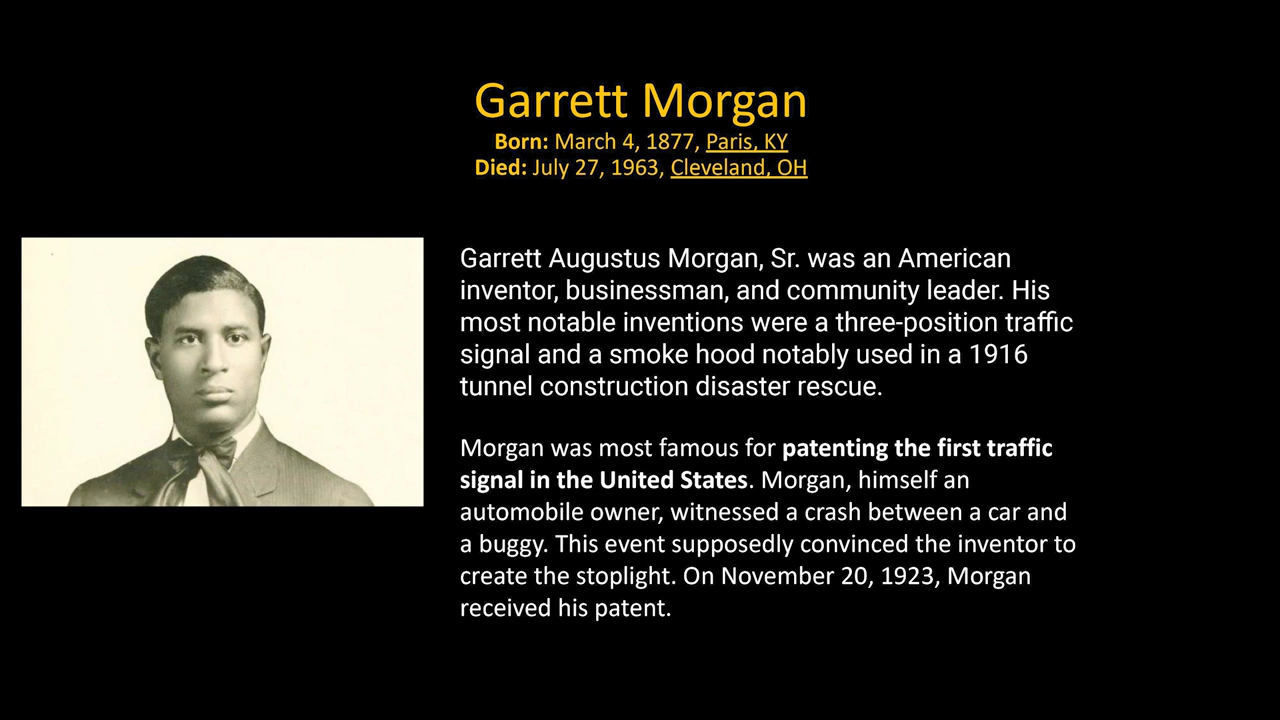 Garrett Morgan
Born: March 4, 1877, Paris, KY
Died: July 27, 1963, Cleveland, OH
Garrett Augustus Morgan, Sr. was an American
inventor, businessman, and community leader. His
most notable inventions were a three-position traffic
signal and a smoke hood notably used in a 1916
tunnel construction disaster rescue.
Morgan was most famous for patenting the first traffic
signal in the United States. Morgan, himself an
automobile owner, witnessed a crash between a car and
a buggy. This event supposedly convinced the inventor to
create the stoplight. On November 20, 1923, Morgan
received his patent.